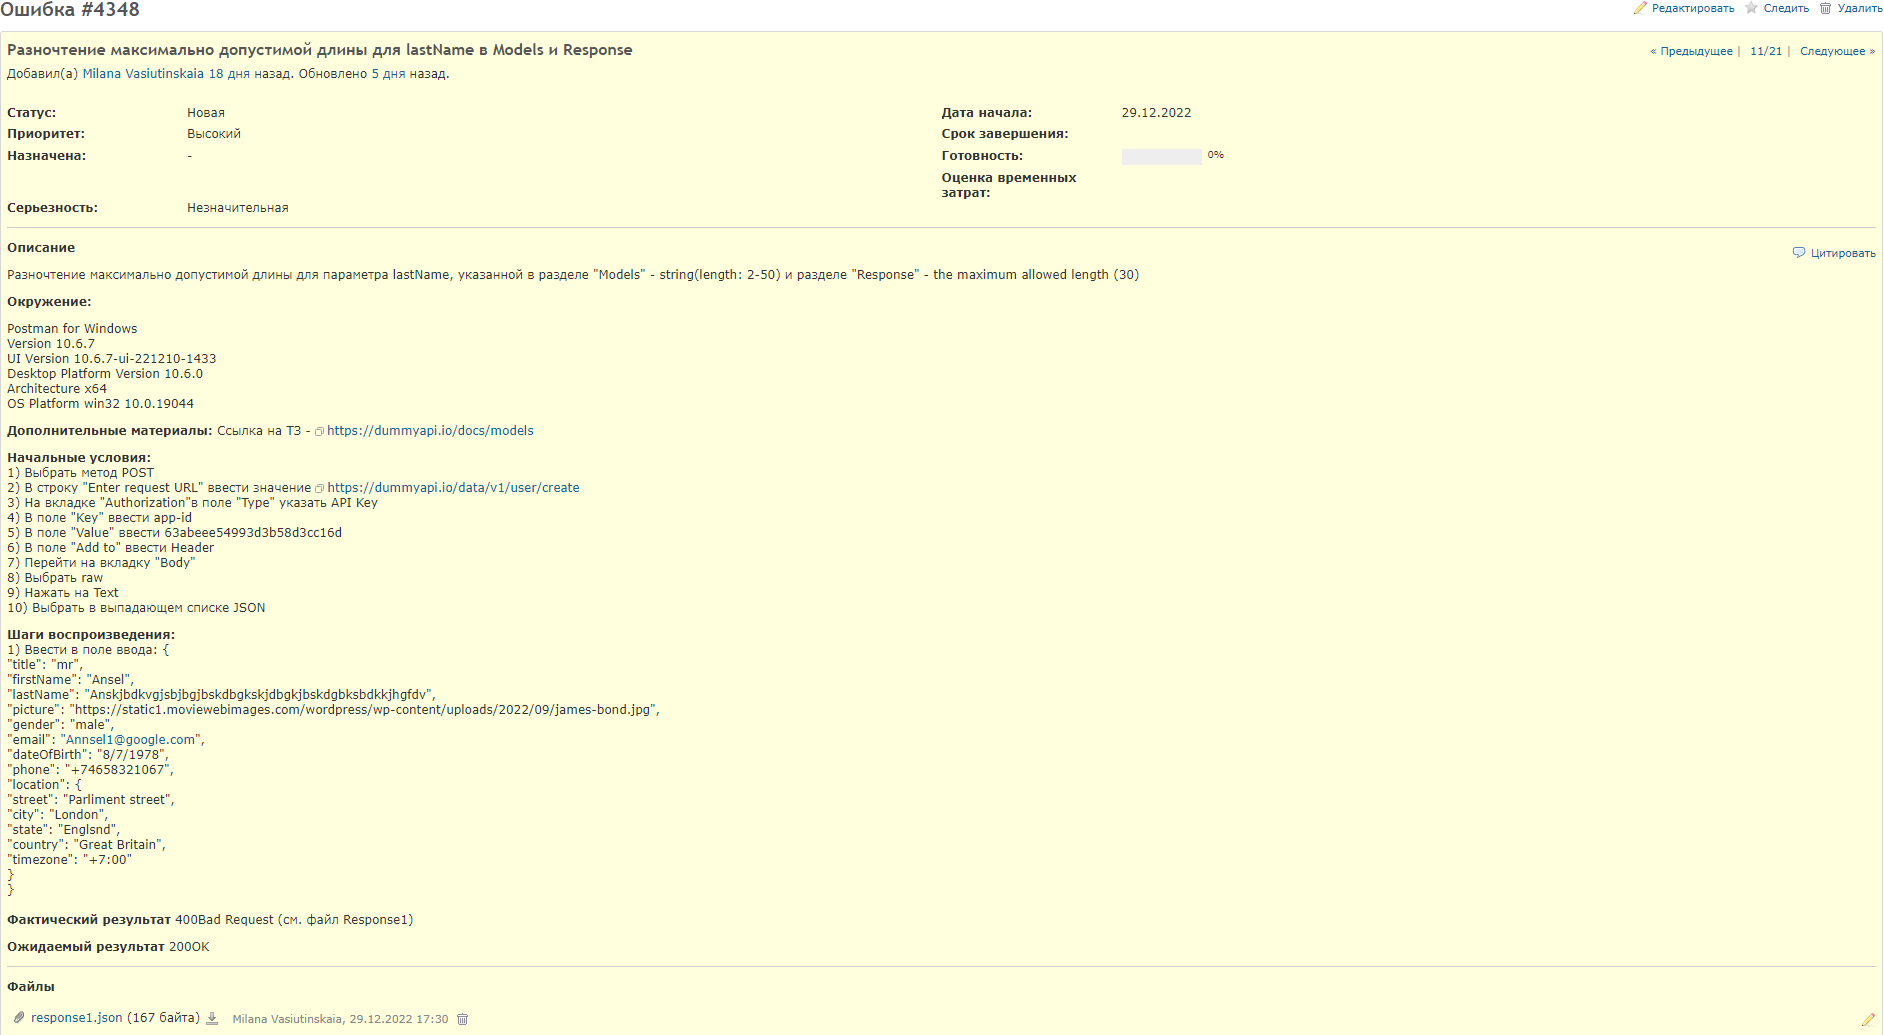 Ошибка #4348
Редактировать Следить Удалить
Разночтение максимально допустимой длины для lastName в Models и Response
« Предыдущее | 11/21 | Следующее »
Добавил(а) Milana Vasiutinskaia 18 дня назад. Обновлено 5 дня назад.
Статус: Новая Дата начала: 29.12.2022
Приоритет: Высокий Срок завершения:
Назначена: - Готовность: 0%
Оценка временных
затрат:
Серьезность: Незначительная
Описание
Цитировать
Разночтение максимально допустимой длины для параметра lastName, указанной в разделе "Models" - string(length: 2-50) и разделе "Response" - the maximum allowed length (30)
Окружение:
Postman for Windows
Version 10.6.7
UI Version 10.6.7-ui-221210-1433
Desktop Platform Version 10.6.0
Architecture x64
OS Platform win32 10.0.19044
Дополнительные материалы: Ссылка на ТЗ - https://dummyapi.io/docs/models
Начальные условия:
1) Выбрать метод POST
2) В строку "Enter request URL" ввести значение https://dummyapi.io/data/v1/user/create
3) На вкладке "Authorization"в поле "Type" указать API Key
4) В поле "Key" ввести app-id
5) В поле "Value" ввести 63abeee54993d3b58d3cc16d
6) В поле "Add to" ввести Header
7) Перейти на вкладку "Body"
8) Выбрать raw
9) Нажать на Text
10) Выбрать в выпадающем списке JSON
Шаги воспроизведения:
1) Ввести в поле ввода: {
"title": "mr",
"firstName": "Ansel",
"lastName": "Anskjbdkvgjsbjbgjbskdbgkskjdbgkjbskdgbksbdkkjhgfdv",
"picture": "https://static1.moviewebimages.com/wordpress/wp-content/uploads/2022/09/james-bond.jpg",
"gender": "male",
"email": "Annsel1@google.com",
"dateOfBirth": "8/7/1978",
"phone": "+74658321067",
"location": {
"street": "Parliment street",
"city": "London",
"state": "Englsnd",
"country": "Great Britain",
"timezone": "+7:00"
}
}
Фактический результат 400Bad Request (см. файл Response1)
Ожидаемый результат 200OK
Файлы
response1.json (167 байта) Milana Vasiutinskaia, 29.12.2022 17:30